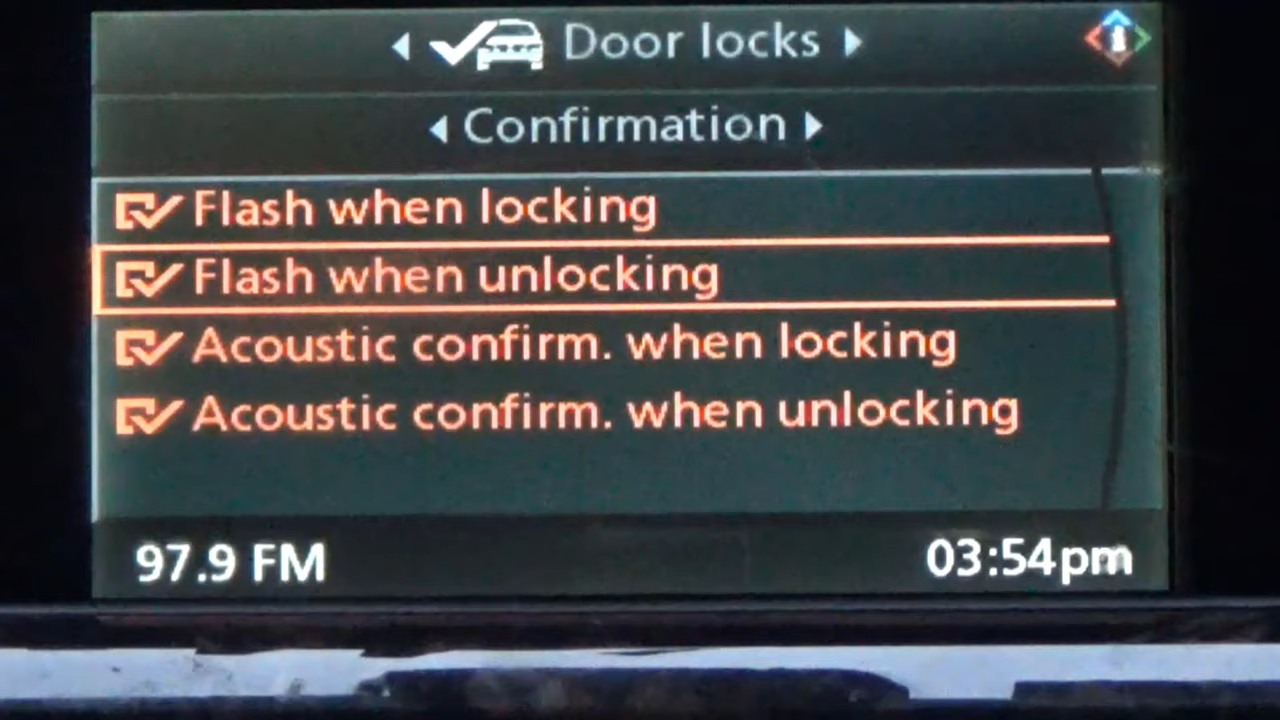 Door locks
Confirmation
Flash when locking
Flash when unlocking
Acoustic confirm. when locking
Acoustic confirm. when unlocking
97.9 FM
03:54pm